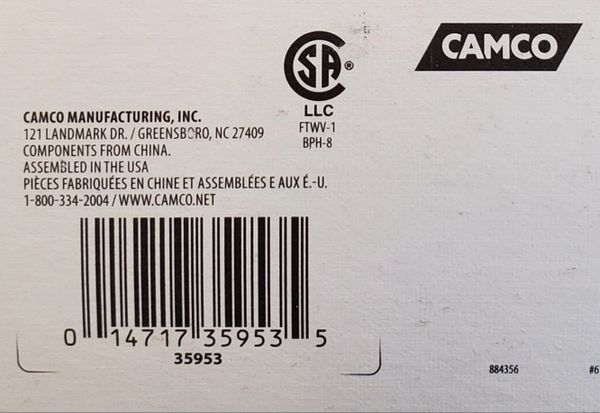 CAMCO
SA®
LLC
FTWV-1
BPH-8
CAMCO MANUFACTURING, INC.
121 LANDMARK DR. / GREENSBORO, NC 27409
COMPONENTS FROM CHINA.
ASSEMBLED IN THE USA
PIÈCES FABRIQUÉES EN CHINE ET ASSEMBLÉES E AUX É.-U.
1-800-334-2004 / WWW.CAMCO.NET
0 14717 35953 5
35953
884356
#6